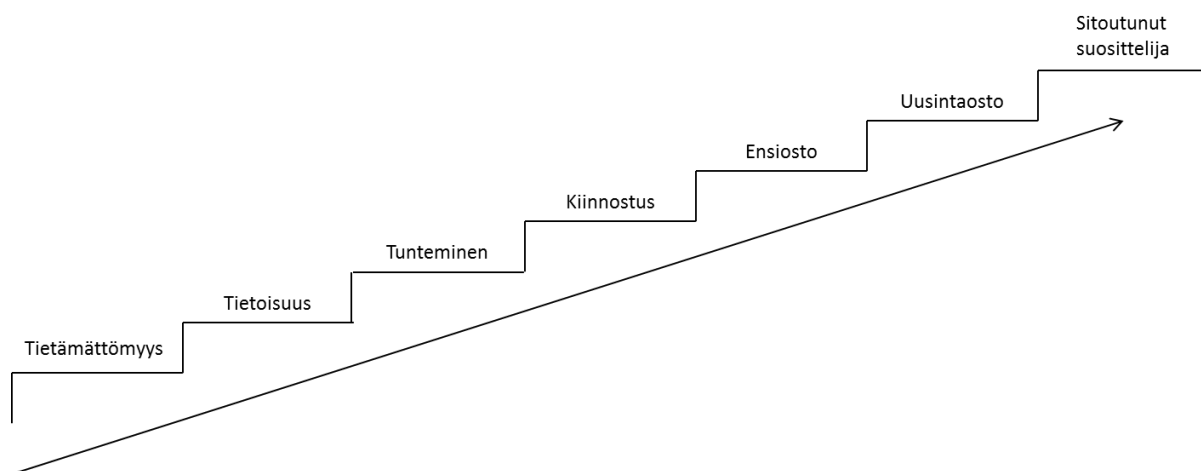 Sitoutunut
suosittelija
Uusintaosto
Ensiosto
Kiinnostus
Tunteminen
Tietoisuus
Tietämättömyys